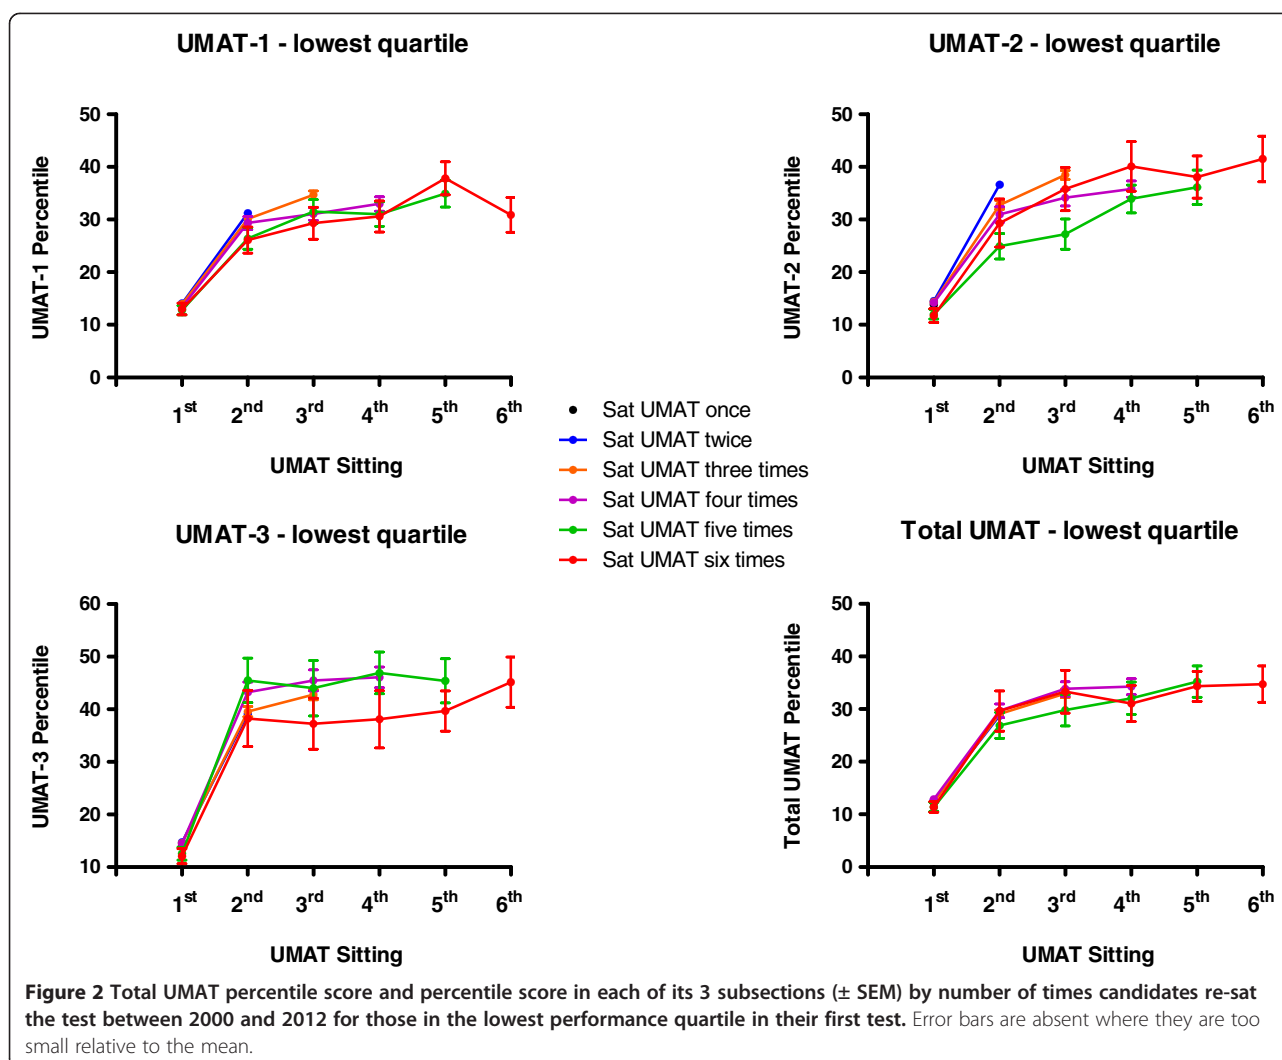 UMAT-1 - lowest quartile
50
40
30
20
10
0
UMAT-1 Percentile
1st 2nd 3rd 4th 5th 6th
UMAT Sitting
UMAT-2 - lowest quartile
50
40
30
20
10
0
UMAT-2 Percentile
1st 2nd 3rd 4th 5th 6th
UMAT Sitting
Sat UMAT once
Sat UMAT twice
Sat UMAT three times
Sat UMAT four times
Sat UMAT five times
Sat UMAT six times
UMAT-3 - lowest quartile
60
50
40
30
20
10
UMAT-3 Percentile
1st 2nd 3rd 4th 5th 6th
UMAT Sitting
Total UMAT - lowest quartile
50
40
30
20
10
0
Total UMAT Percentile
1st 2nd 3rd 4th 5th 6th
UMAT Sitting
Figure 2 Total UMAT percentile score and percentile score in each of its 3 subsections (± SEM) by number of times candidates re-sat
the test between 2000 and 2012 for those in the lowest performance quartile in their first test. Error bars are absent where they are too
small relative to the mean.